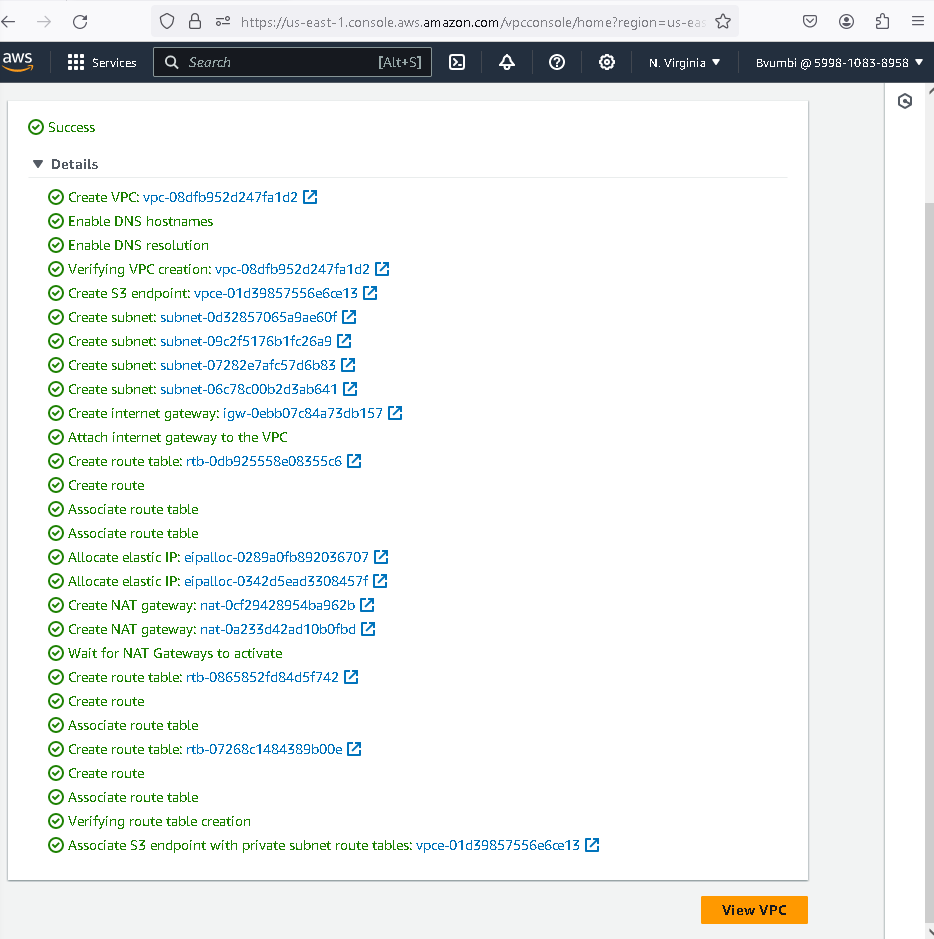 https://us-east-1.console.aws.amazon.com/vpcconsole/home?region=us-eas
aws
Services
Search
[Alt+S]
N. Virginia
Bvumbi @ 5998-1083-8958
Success
Details
Create VPC: vpc-08dfb952d247fa1d2
Enable DNS hostnames
Enable DNS resolution
Verifying VPC creation: vpc-08dfb952d247fa1d2
Create S3 endpoint: vpce-01d39857556e6ce13
Create subnet: subnet-0d32857065a9ae60f
Create subnet: subnet-09c2f5176b1fc26a9
Create subnet: subnet-07282e7afc57d6b83
Create subnet: subnet-06c78c00b2d3ab641
Create internet gateway: igw-0ebb07c84a73db157
Attach internet gateway to the VPC
Create route table: rtb-0db925558e08355c6
Create route
Associate route table
Associate route table
Allocate elastic IP: eipalloc-0289a0fb892036707
Allocate elastic IP: eipalloc-0342d5ead3308457f
Create NAT gateway: nat-0cf29428954ba962b
Create NAT gateway: nat-0a233d42ad10b0fbd
Wait for NAT Gateways to activate
Create route table: rtb-0865852fd84d5f742
Create route
Associate route table
Create route table: rtb-07268c1484389b00e
Create route
Associate route table
Verifying route table creation
Associate S3 endpoint with private subnet route tables: vpce-01d39857556e6ce13
View VPC